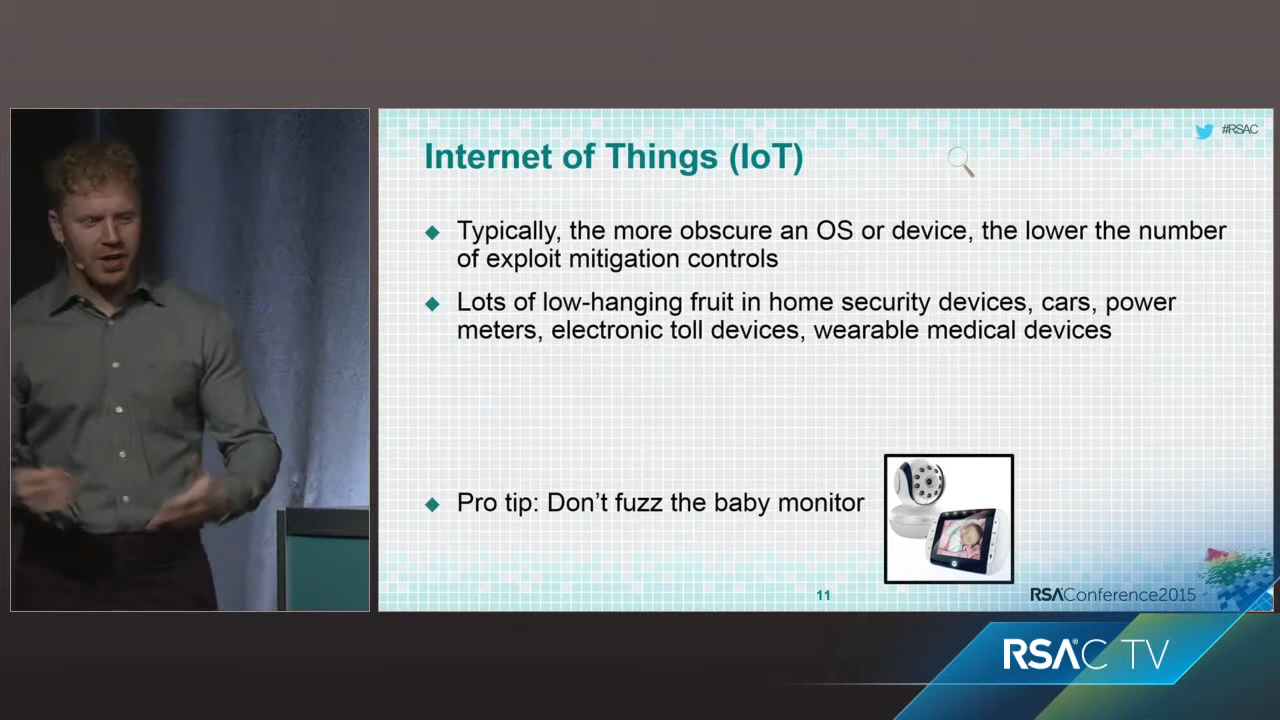 #RSAC
Internet of Things (IoT)
Typically, the more obscure an OS or device, the lower the number
of exploit mitigation controls
Lots of low-hanging fruit in home security devices, cars, power
meters, electronic toll devices, wearable medical devices
Pro tip: Don't fuzz the baby monitor
11
RSAConference2015
RSA®C TV